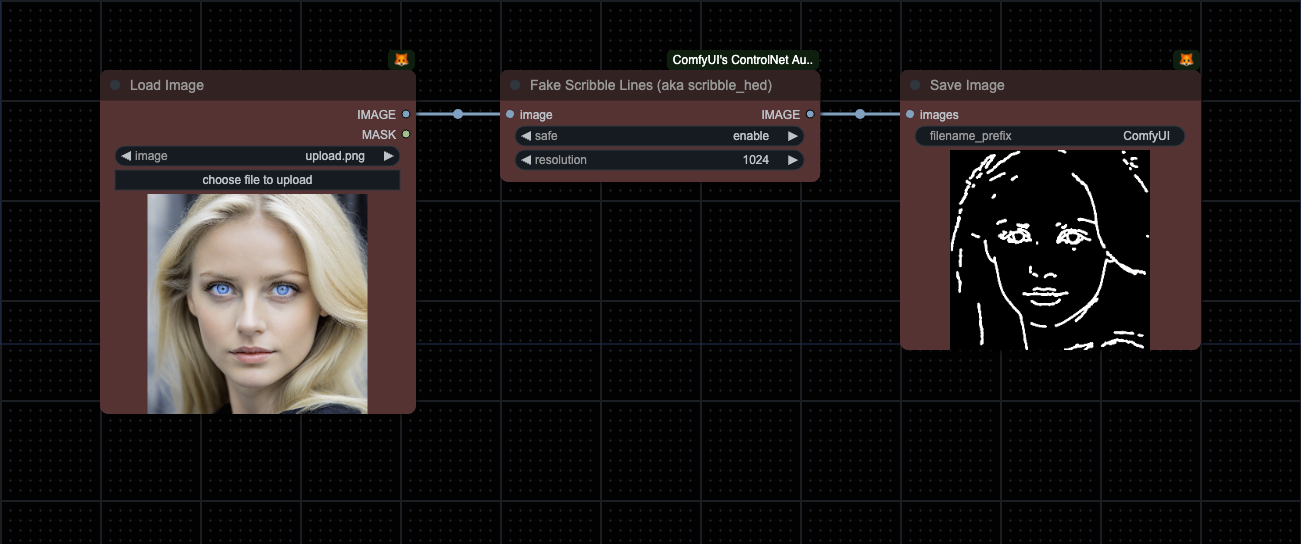 ComfyUI's ControlNet Au..
Load Image
IMAGE
MASK
image upload.png
choose file to upload
Fake Scribble Lines (aka scribble_hed)
image IMAGE
safe enable
resolution 1024
Save Image
images
filename_prefix ComfyUI